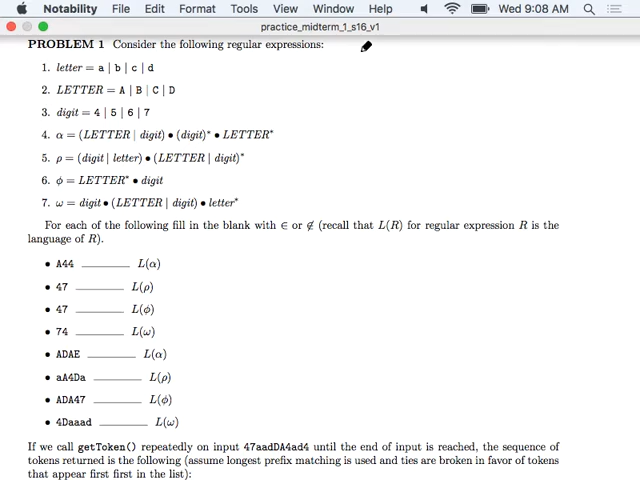 Notability File Edit Format Tools View Window Help Wed 9:08 AM
practice_midterm_1_s16_v1
PROBLEM 1 Consider the following regular expressions:
1. letter = a | b | c | d
2. LETTER = A | B | C | D
3. digit = 4 | 5 | 6 | 7
4. α = (LETTER | digit) • (digit)* • LETTER*
5. ρ = (digit | letter) • (LETTER | digit)*
6. ϕ = LETTER* • digit
7. ω = digit • (LETTER | digit) • letter*
For each of the following fill in the blank with ∈ or ∉ (recall that L(R) for regular expression R is the
language of R).
• A44 ________ L(α)
• 47 ________ L(ρ)
• 47 ________ L(ϕ)
• 74 ________ L(ω)
• ADAE ________ L(α)
• aA4Da ________ L(ρ)
• ADA47 ________ L(ϕ)
• 4Daaad ________ L(ω)
If we call getToken() repeatedly on input 47aadDA4ad4 until the end of input is reached, the sequence of
tokens returned is the following (assume longest prefix matching is used and ties are broken in favor of tokens
that appear first first in the list):